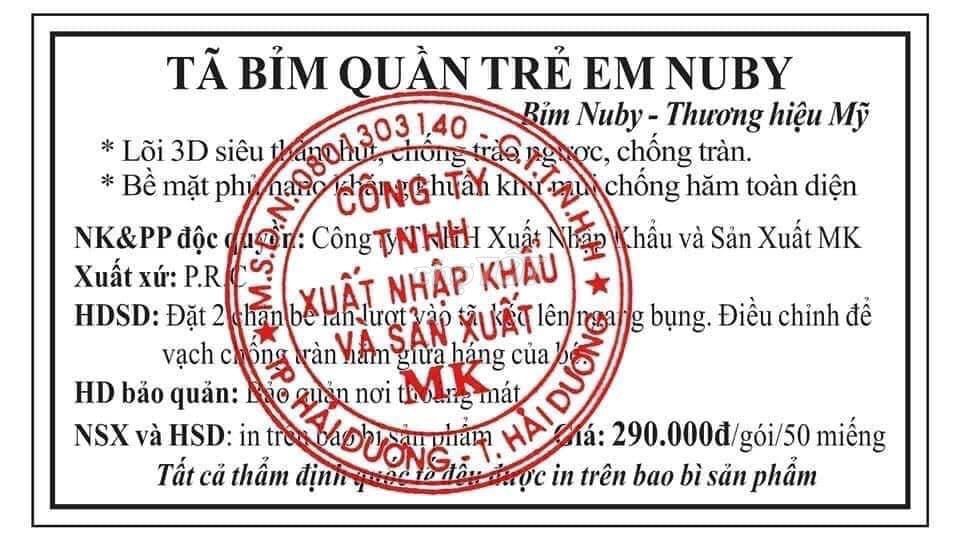 TÃ BỈM QUẦN TRẺ EM NUBY
Bỉm Nuby - Thương hiệu Mỹ
* Lõi 3D siêu thấm hút, chống trào ngược, chống tràn.
* Bề mặt phủ nano kháng khuẩn khử mùi chống hăm toàn diện
NK&PP độc quyền: Công ty TNHH Xuất Nhập Khẩu và Sản Xuất MK
Xuất xứ: P.R.C
HDSD: Đặt 2 chân bé lần lượt vào tã, kéo lên ngang bụng. Điều chỉnh để
vạch chống tràn nằm giữa háng của bé.
HD bảo quản: Bảo quản nơi thoáng mát
NSX và HSD: in trên bao bì sản phẩm Giá: 290.000đ/gói/50 miếng
Tất cả thẩm định quốc tế đều được in trên bao bì sản phẩm
M.S.D.N:0801303140 - C.T.T.N.H.H
CÔNG TY
TNHH
XUẤT NHẬP KHẨU
VÀ SẢN XUẤT
MK
TP. HẢI DƯƠNG - T. HẢI DƯƠNG